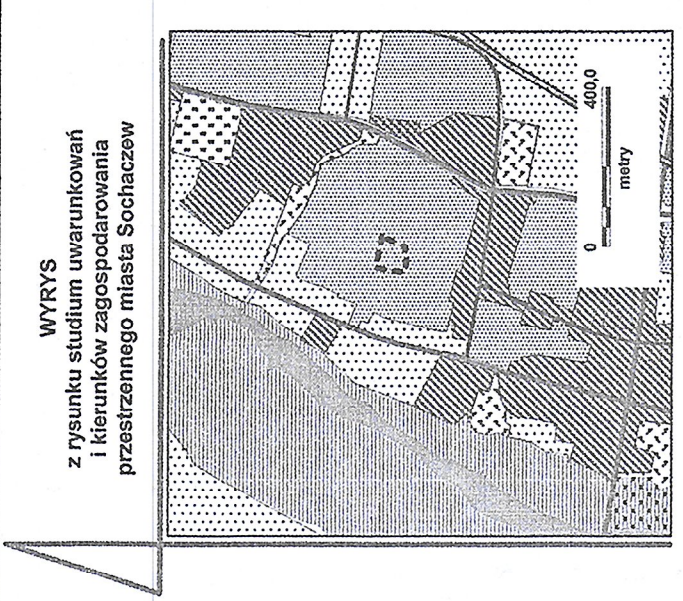 WYRYS
z rysunku studium uwarunkowań
i kierunków zagospodarowania
przestrzennego miasta Sochaczew
0 400,0
metry